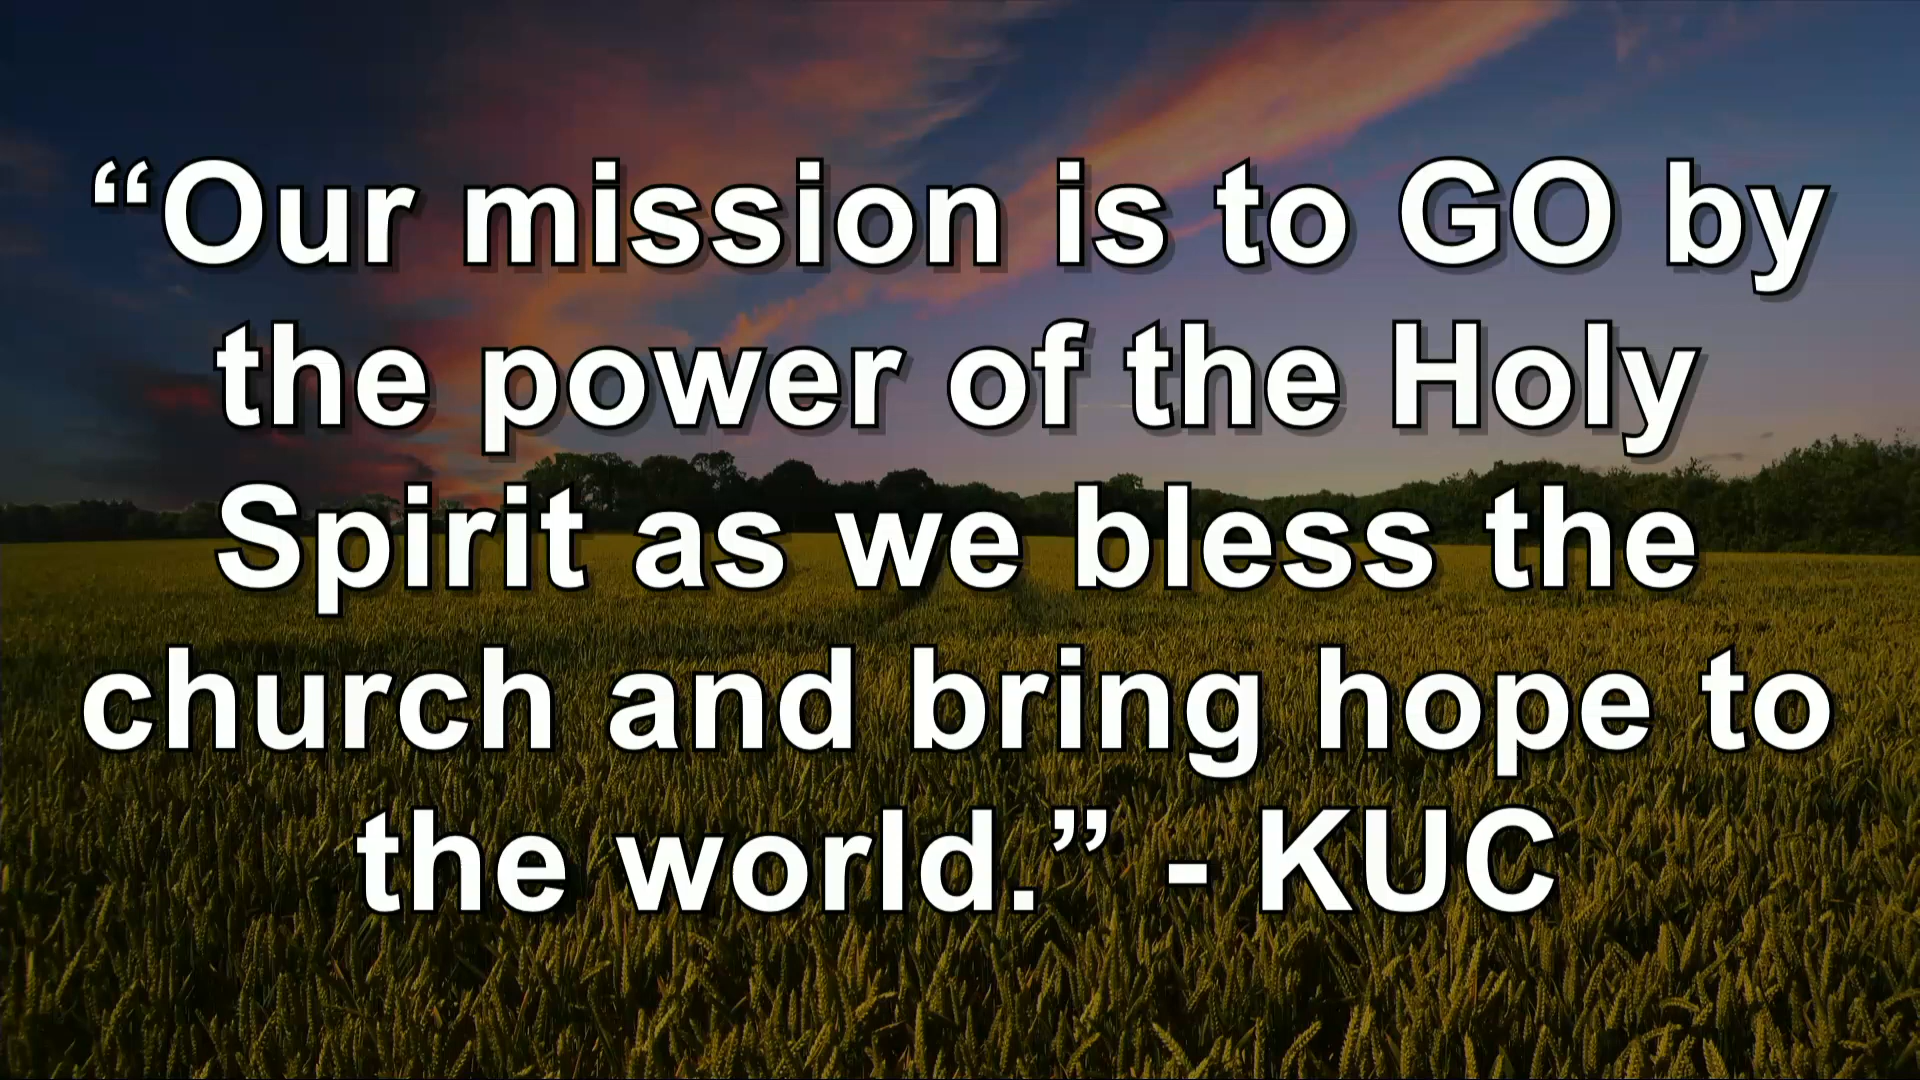 “Our mission is to GO by
the power of the Holy
Spirit as we bless the
church and bring hope to
the world.” - KUC